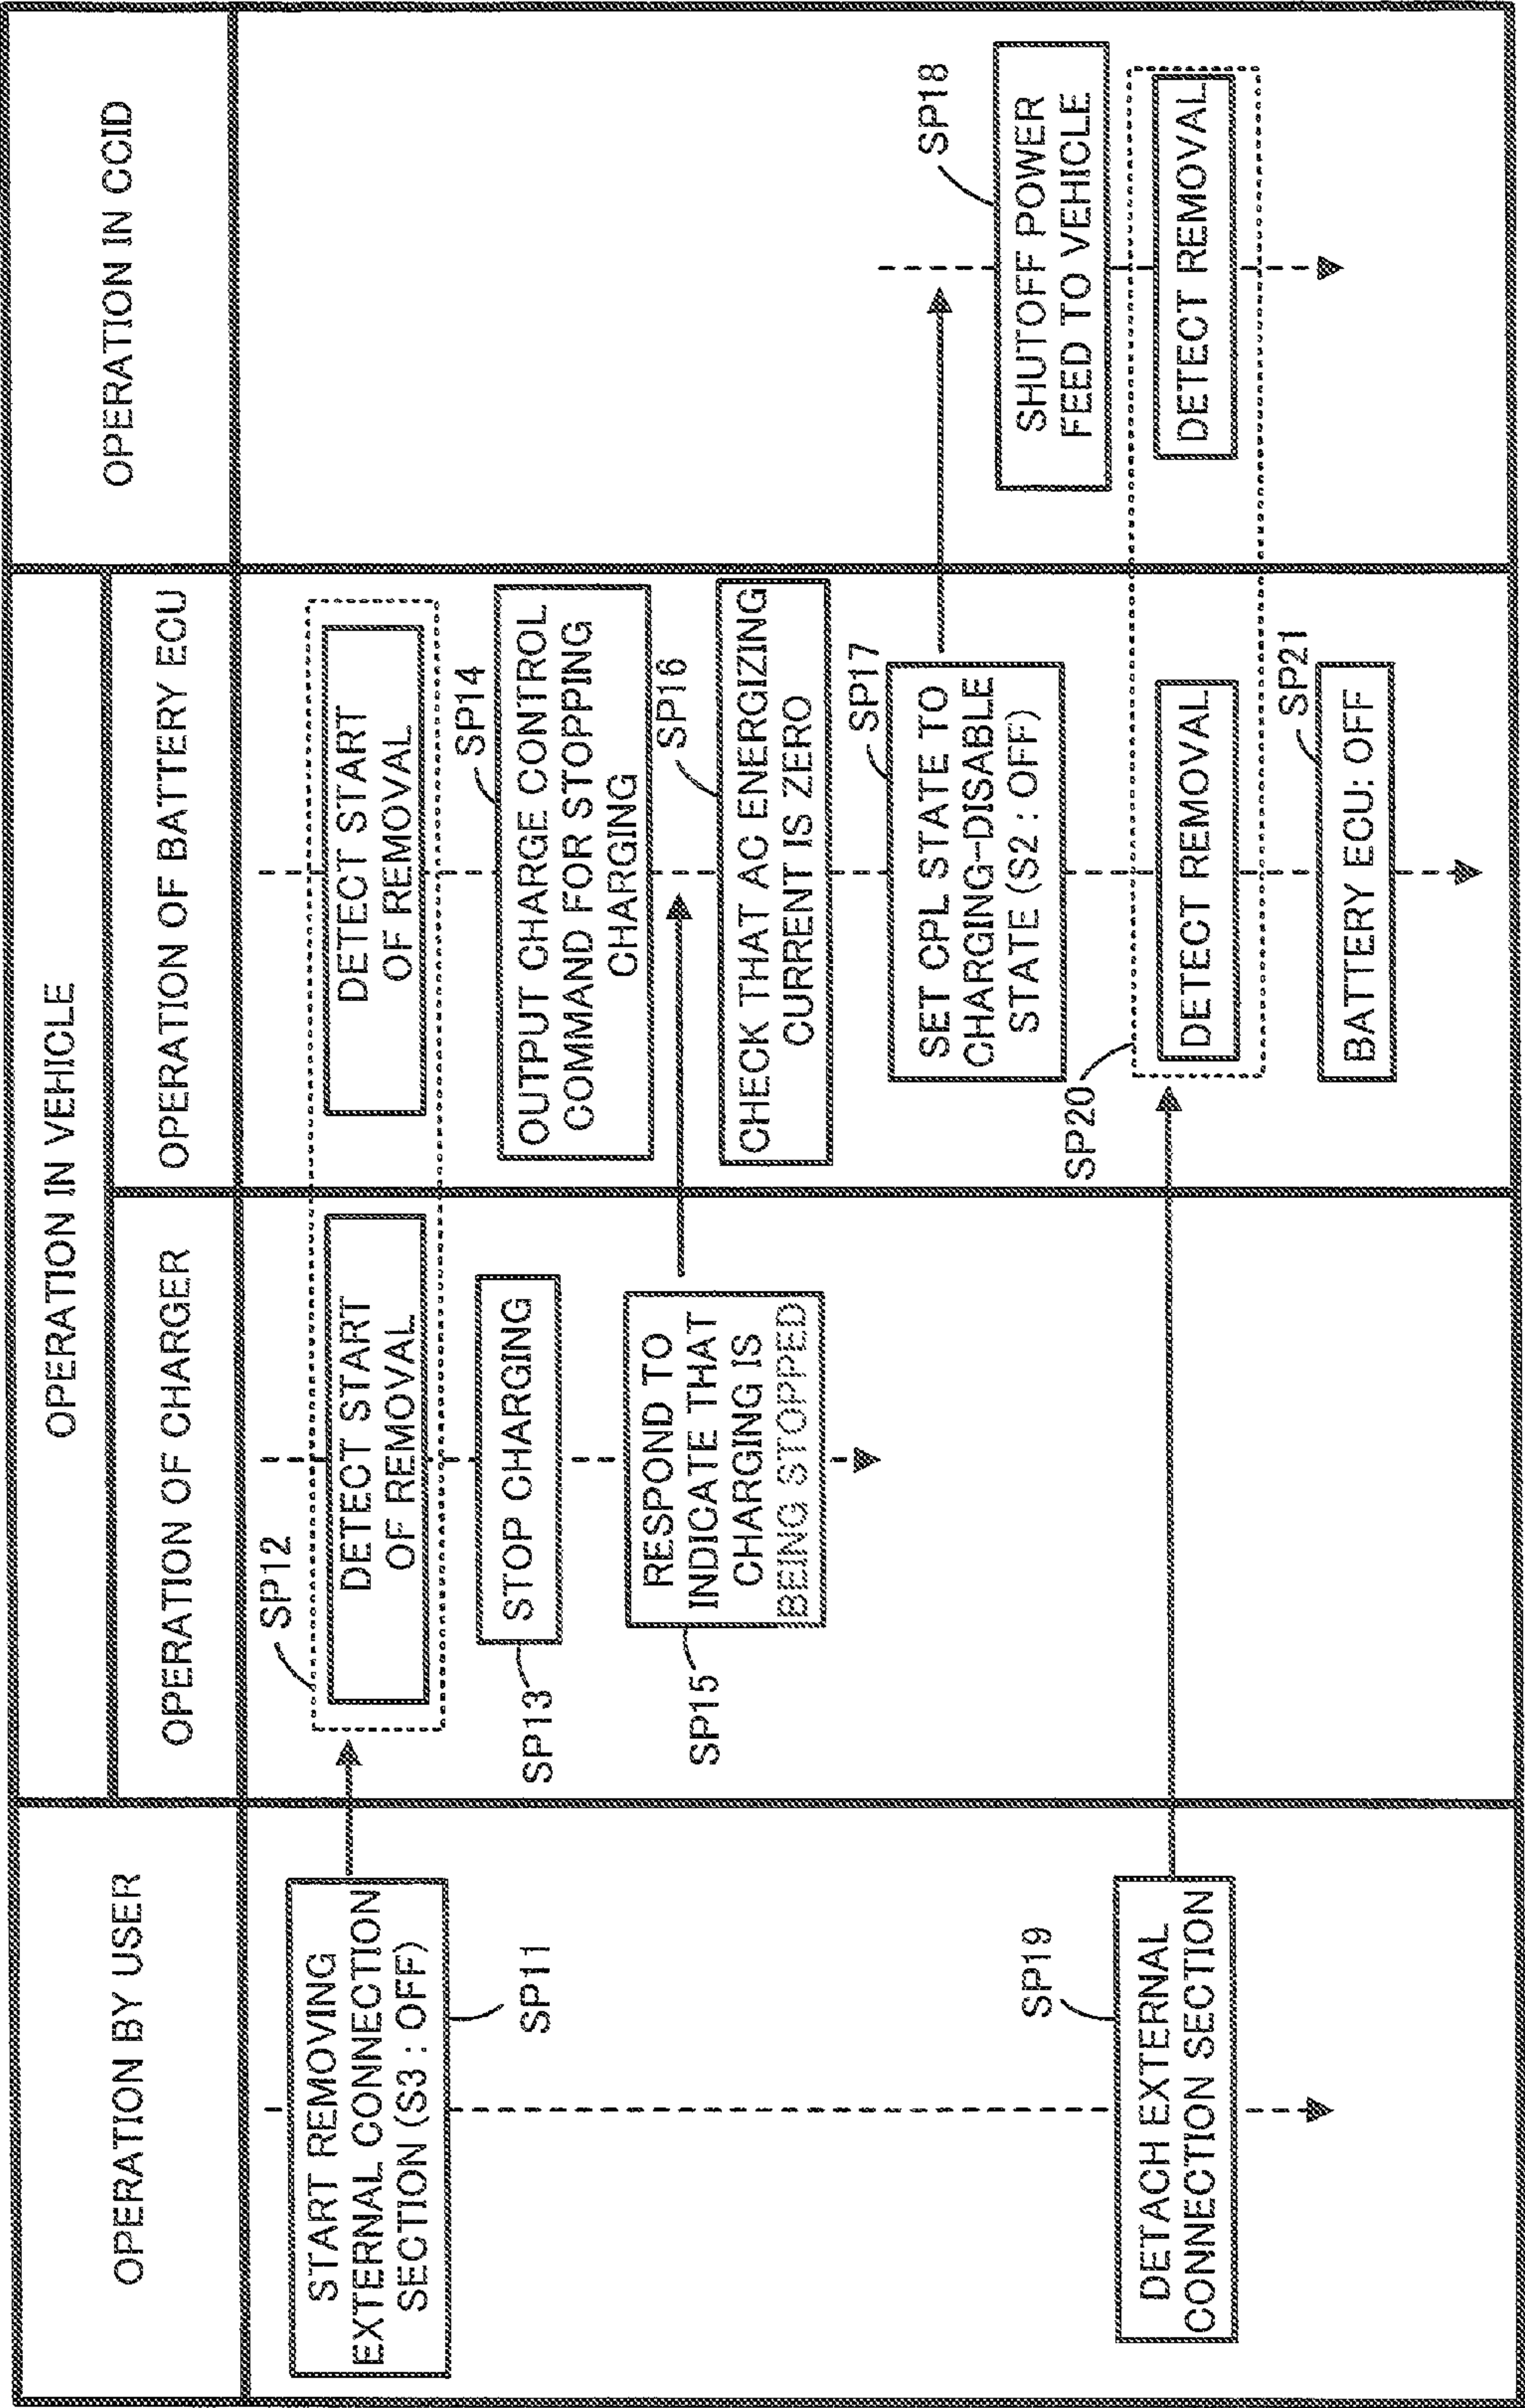 OPERATION BY USER
OPERATION IN VEHICLE
OPERATION IN CCID
OPERATION OF CHARGER
OPERATION OF BATTERY ECU
START REMOVING
EXTERNAL CONNECTION
SECTION (S3 : OFF)
SP11
SP12
DETECT START
OF REMOVAL
DETECT START
OF REMOVAL
STOP CHARGING
SP13
SP14
OUTPUT CHARGE CONTROL
COMMAND FOR STOPPING
CHARGING
RESPOND TO
INDICATE THAT
CHARGING IS
BEING STOPPED
SP15
SP16
CHECK THAT AC ENERGIZING
CURRENT IS ZERO
SP17
SET CPL STATE TO
CHARGING-DISABLE
STATE (S2 : OFF)
SP18
SHUTOFF POWER
FEED TO VEHICLE
SP19
DETACH EXTERNAL
CONNECTION SECTION
SP20
DETECT REMOVAL
DETECT REMOVAL
SP21
BATTERY ECU: OFF